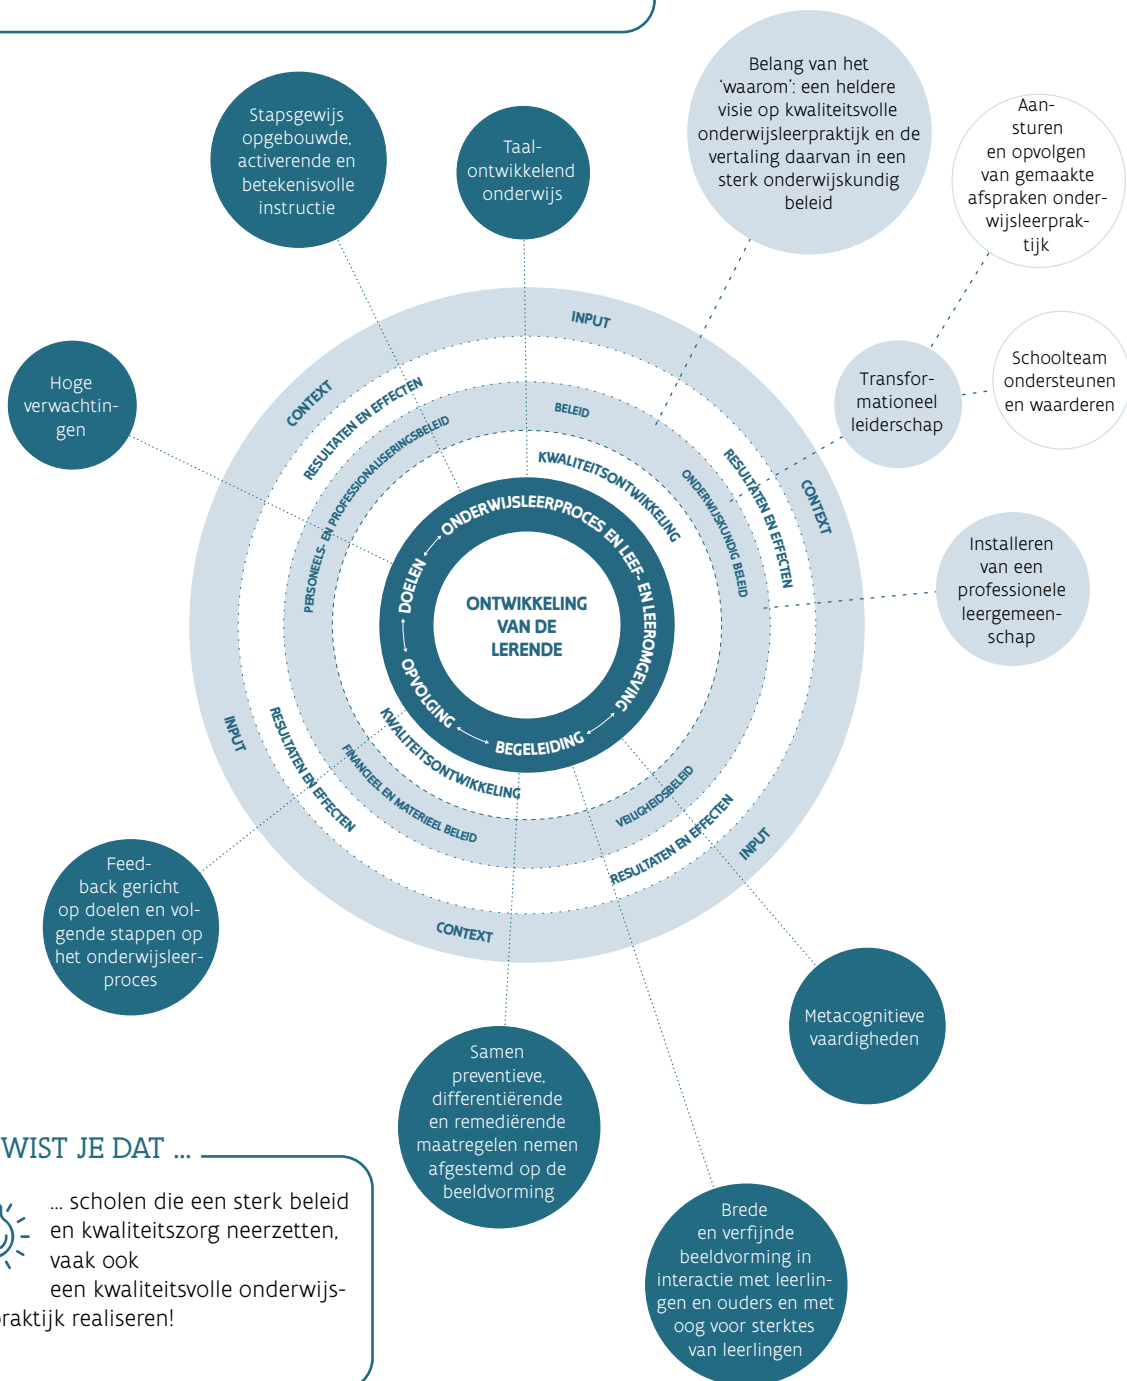 Belang van het
‘waarom’: een heldere
visie op kwaliteitsvolle
onderwijsleerpraktijk en de
vertaling daarvan in een
sterk onderwijskundig
beleid
Stapsgewijs
opgebouwde,
activerende en
betekenisvolle
instructie
Taal-
ontwikkelend
onderwijs
Aan-
sturen
en opvolgen
van gemaakte
afspraken onder-
wijsleerprak-
tijk
Hoge
verwachtin-
gen
Transfor-
mationeel
leiderschap
Schoolteam
ondersteunen
en waarderen
Installeren
van een
professionele
leergemeen-
schap
INPUT
CONTEXT
RESULTATEN EN EFFECTEN
PERSONEELS- EN PROFESSIONALISERINGSBELEID
BELEID
KWALITEITSONTWIKKELING
ONDERWIJSKUNDIG BELEID
RESULTATEN EN EFFECTEN
CONTEXT
DOELEN
ONDERWIJSLEERPROCES EN LEEF- EN LEEROMGEVING
ONTWIKKELING
VAN DE
LERENDE
OPVOLGING
BEGELEIDING
KWALITEITSONTWIKKELING
INPUT
RESULTATEN EN EFFECTEN
FINANCIEEL EN MATERIEEL BELEID
VEILIGHEIDSBELEID
RESULTATEN EN EFFECTEN
INPUT
CONTEXT
Feed-
back gericht
op doelen en vol-
gende stappen op
het onderwijsleer-
proces
Metacognitieve
vaardigheden
Samen
preventieve,
differentiërende
en remediërende
maatregelen nemen
afgestemd op de
beeldvorming
Brede
en verfijnde
beeldvorming in
interactie met leerlin-
gen en ouders en met
oog voor sterktes
van leerlingen
WIST JE DAT ...
... scholen die een sterk beleid
en kwaliteitszorg neerzetten,
vaak ook
een kwaliteitsvolle onderwijs-
praktijk realiseren!